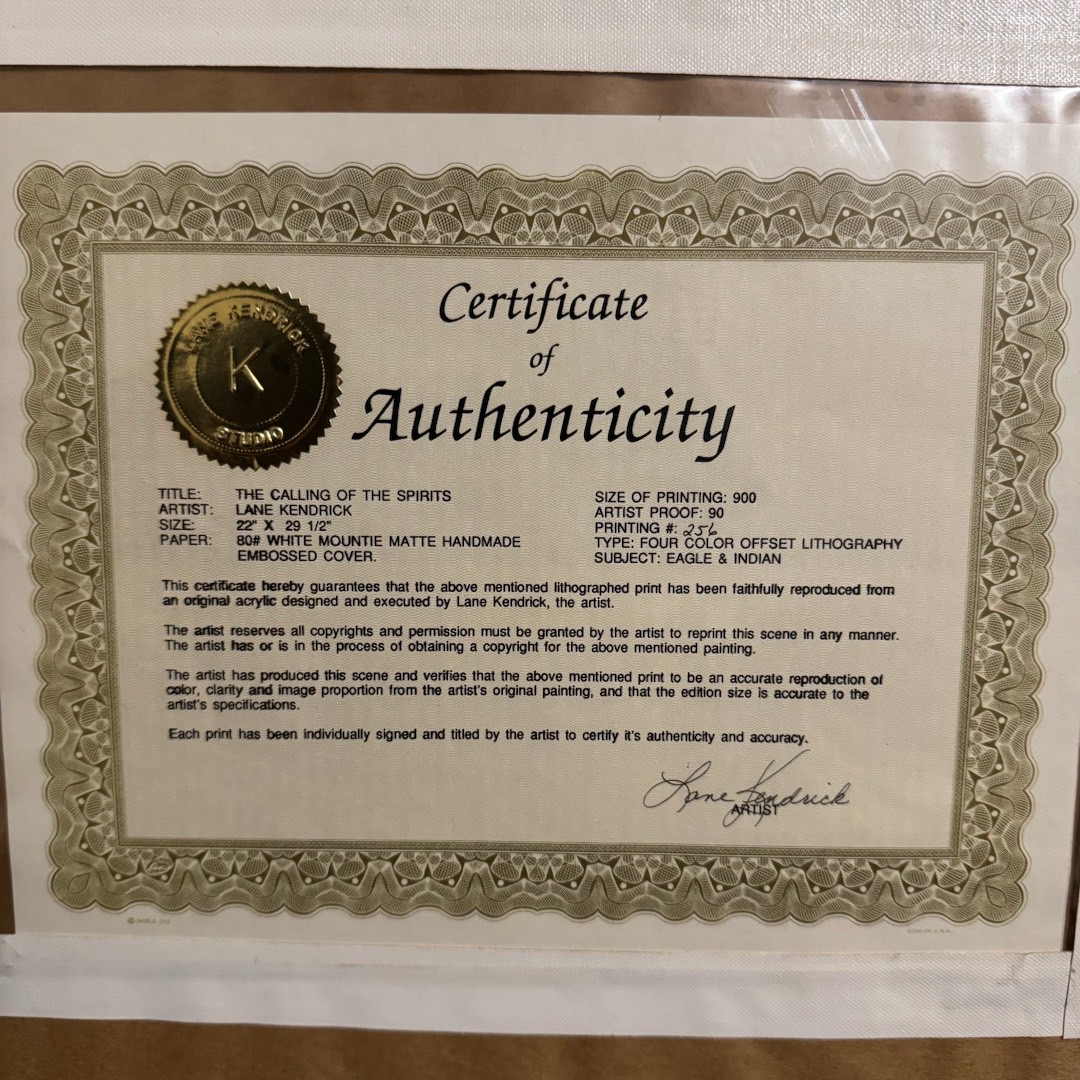 Certificate
of
Authenticity
LANE KENDRICK
K
STUDIO
TITLE: THE CALLING OF THE SPIRITS
ARTIST: LANE KENDRICK
SIZE: 22" X 29 1/2"
PAPER: 80# WHITE MOUNTIE MATTE HANDMADE
EMBOSSED COVER.
SIZE OF PRINTING: 900
ARTIST PROOF: 90
PRINTING #: 256
TYPE: FOUR COLOR OFFSET LITHOGRAPHY
SUBJECT: EAGLE & INDIAN
This certificate hereby guarantees that the above mentioned lithographed print has been faithfully reproduced from
an original acrylic designed and executed by Lane Kendrick, the artist.
The artist reserves all copyrights and permission must be granted by the artist to reprint this scene in any manner.
The artist has or is in the process of obtaining a copyright for the above mentioned painting.
The artist has produced this scene and verifies that the above mentioned print to be an accurate reproduction of
color, clarity and image proportion from the artist's original painting, and that the edition size is accurate to the
artist's specifications.
Each print has been individually signed and titled by the artist to certify it's authenticity and accuracy.
Lane Kendrick
ARTIST